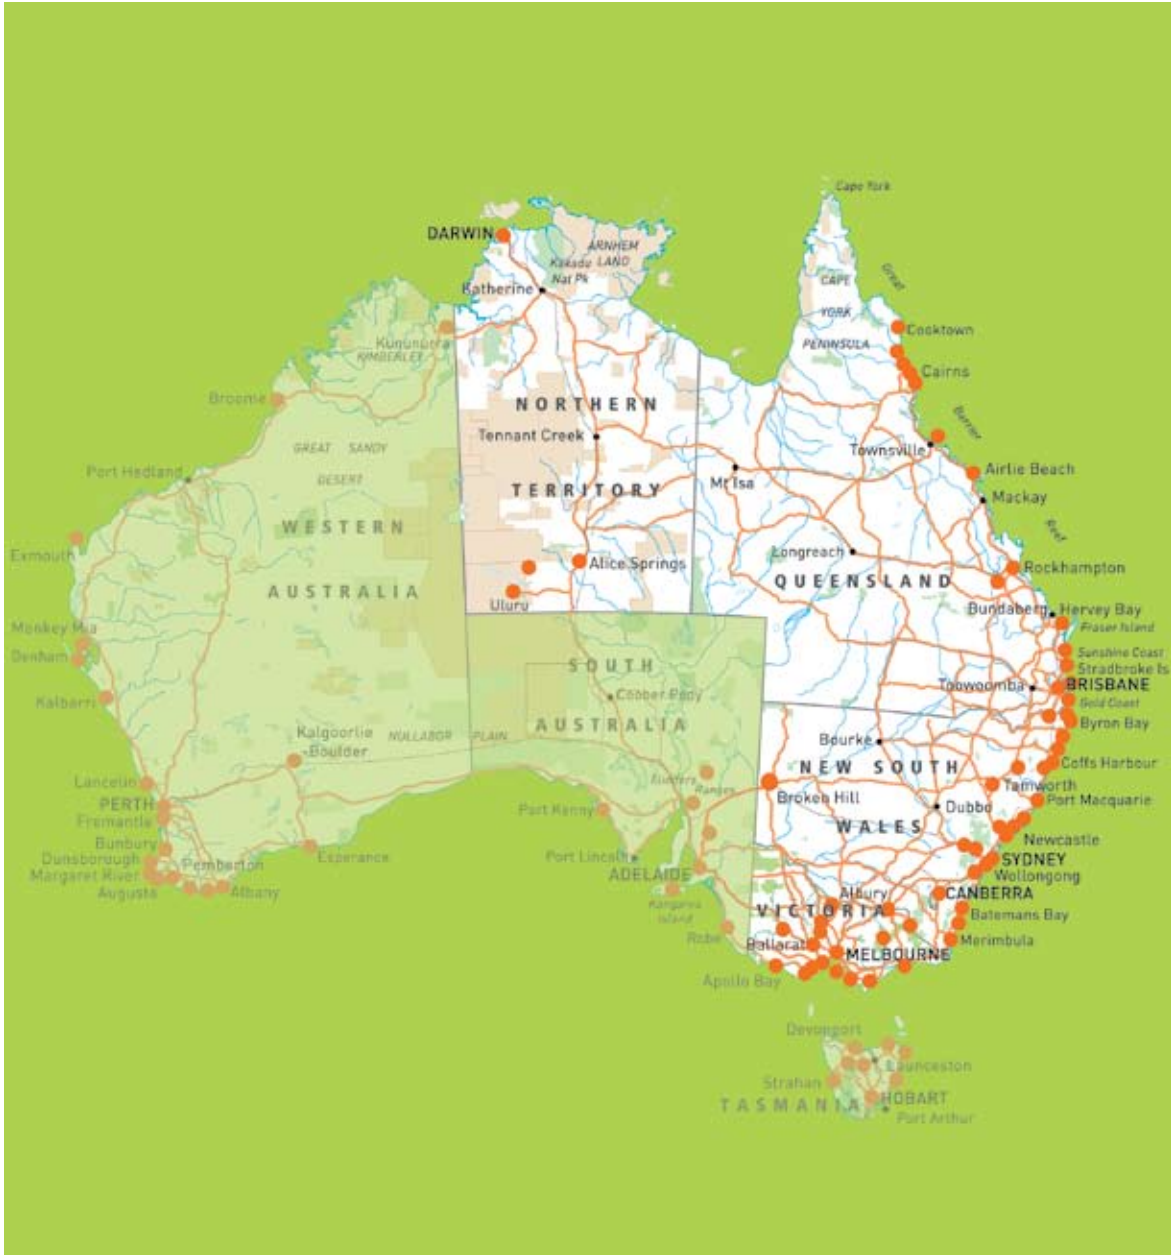 Cape York
DARWIN
ARNHEM
LAND
Kakadu
Nat Pk
Great
CAPE
YORK
PENINSULA
Katherine
Kununurra
KIMBERLEY
Cooktown
Cairns
Broome
NORTHERN
Barrier
Tennant Creek
Townsville
GREAT SANDY
DESERT
Port Hedland
Airlie Beach
Mt Isa
TERRITORY
Mackay
WESTERN
Reef
Exmouth
Longreach
Alice Springs
Rockhampton
QUEENSLAND
AUSTRALIA
Uluru
Bundaberg
Hervey Bay
Fraser Island
Monkey Mia
Denham
Sunshine Coast
SOUTH
Stradbroke Is
Toowoomba
BRISBANE
Coober Pedy
Kalbarri
Gold Coast
AUSTRALIA
Byron Bay
Kalgoorlie
-Boulder
NULLABOR PLAIN
Bourke
NEW SOUTH
Coffs Harbour
Flinders
Ranges
Lancelin
Tamworth
Broken Hill
PERTH
Port Macquarie
Dubbo
Port Kenny
Fremantle
WALES
Newcastle
Bunbury
Dunsborough
Pemberton
Esperance
Port Lincoln
SYDNEY
Margaret River
ADELAIDE
Wollongong
Augusta
Albany
Albury
CANBERRA
Kangaroo
Island
VICTORIA
Batemans Bay
Robe
Ballarat
Merimbula
MELBOURNE
Apollo Bay
Devonport
Launceston
Strahan
HOBART
TASMANIA
Port Arthur